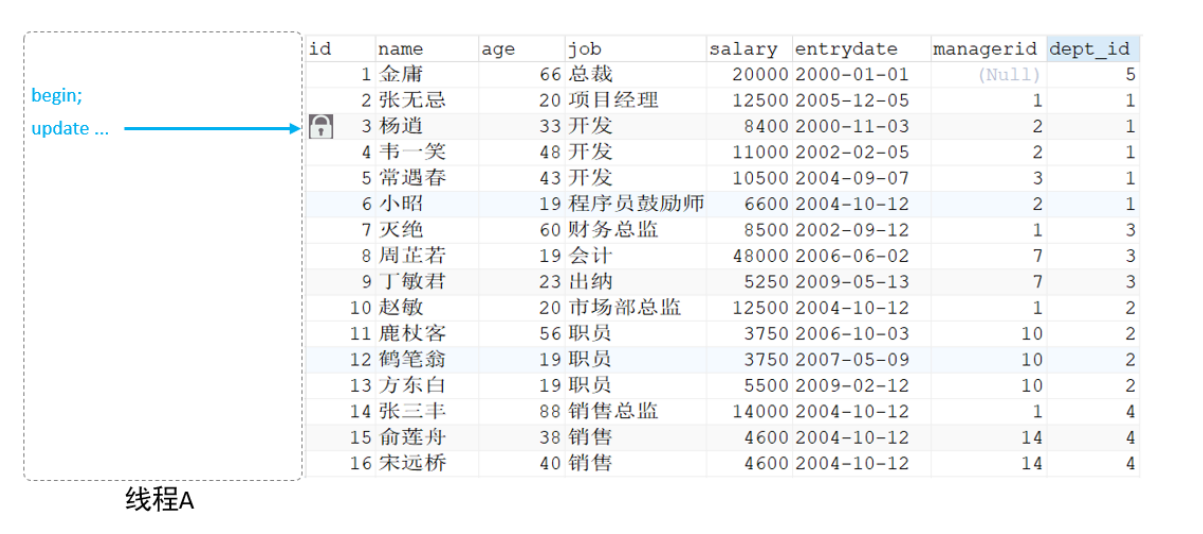 id name age job salary entrydate managerid dept_id
1 金庸 66 总裁 20000 2000-01-01 (Null) 5
begin;
2 张无忌 20 项目经理 12500 2005-12-05 1 1
update ...
3 杨逍 33 开发 8400 2000-11-03 2 1
4 韦一笑 48 开发 11000 2002-02-05 2 1
5 常遇春 43 开发 10500 2004-09-07 3 1
6 小昭 19 程序员鼓励师 6600 2004-10-12 2 1
7 灭绝 60 财务总监 8500 2002-09-12 1 3
8 周芷若 19 会计 48000 2006-06-02 7 3
9 丁敏君 23 出纳 5250 2009-05-13 7 3
10 赵敏 20 市场部总监 12500 2004-10-12 1 2
11 鹿杖客 56 职员 3750 2006-10-03 10 2
12 鹤笔翁 19 职员 3750 2007-05-09 10 2
13 方东白 19 职员 5500 2009-02-12 10 2
14 张三丰 88 销售总监 14000 2004-10-12 1 4
15 俞莲舟 38 销售 4600 2004-10-12 14 4
16 宋远桥 40 销售 4600 2004-10-12 14 4
线程A